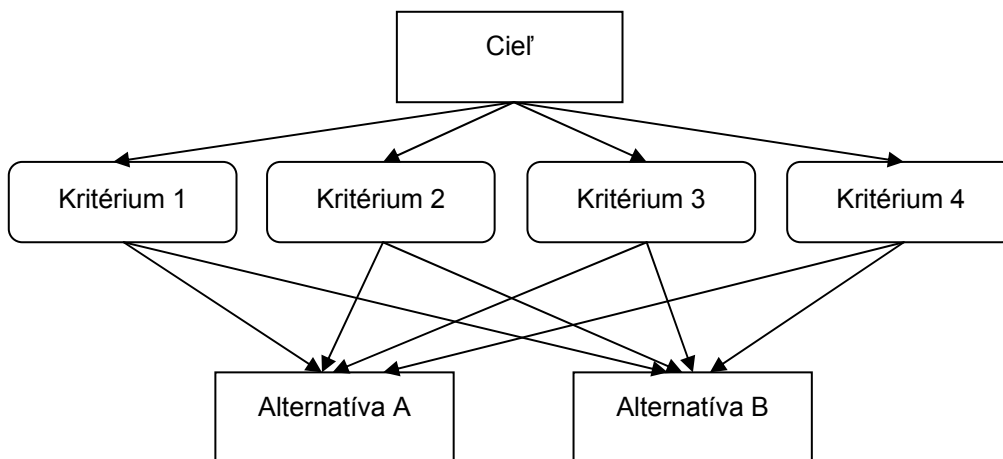 Cieľ
Kritérium 1
Kritérium 2
Kritérium 3
Kritérium 4
Alternatíva A
Alternatíva B